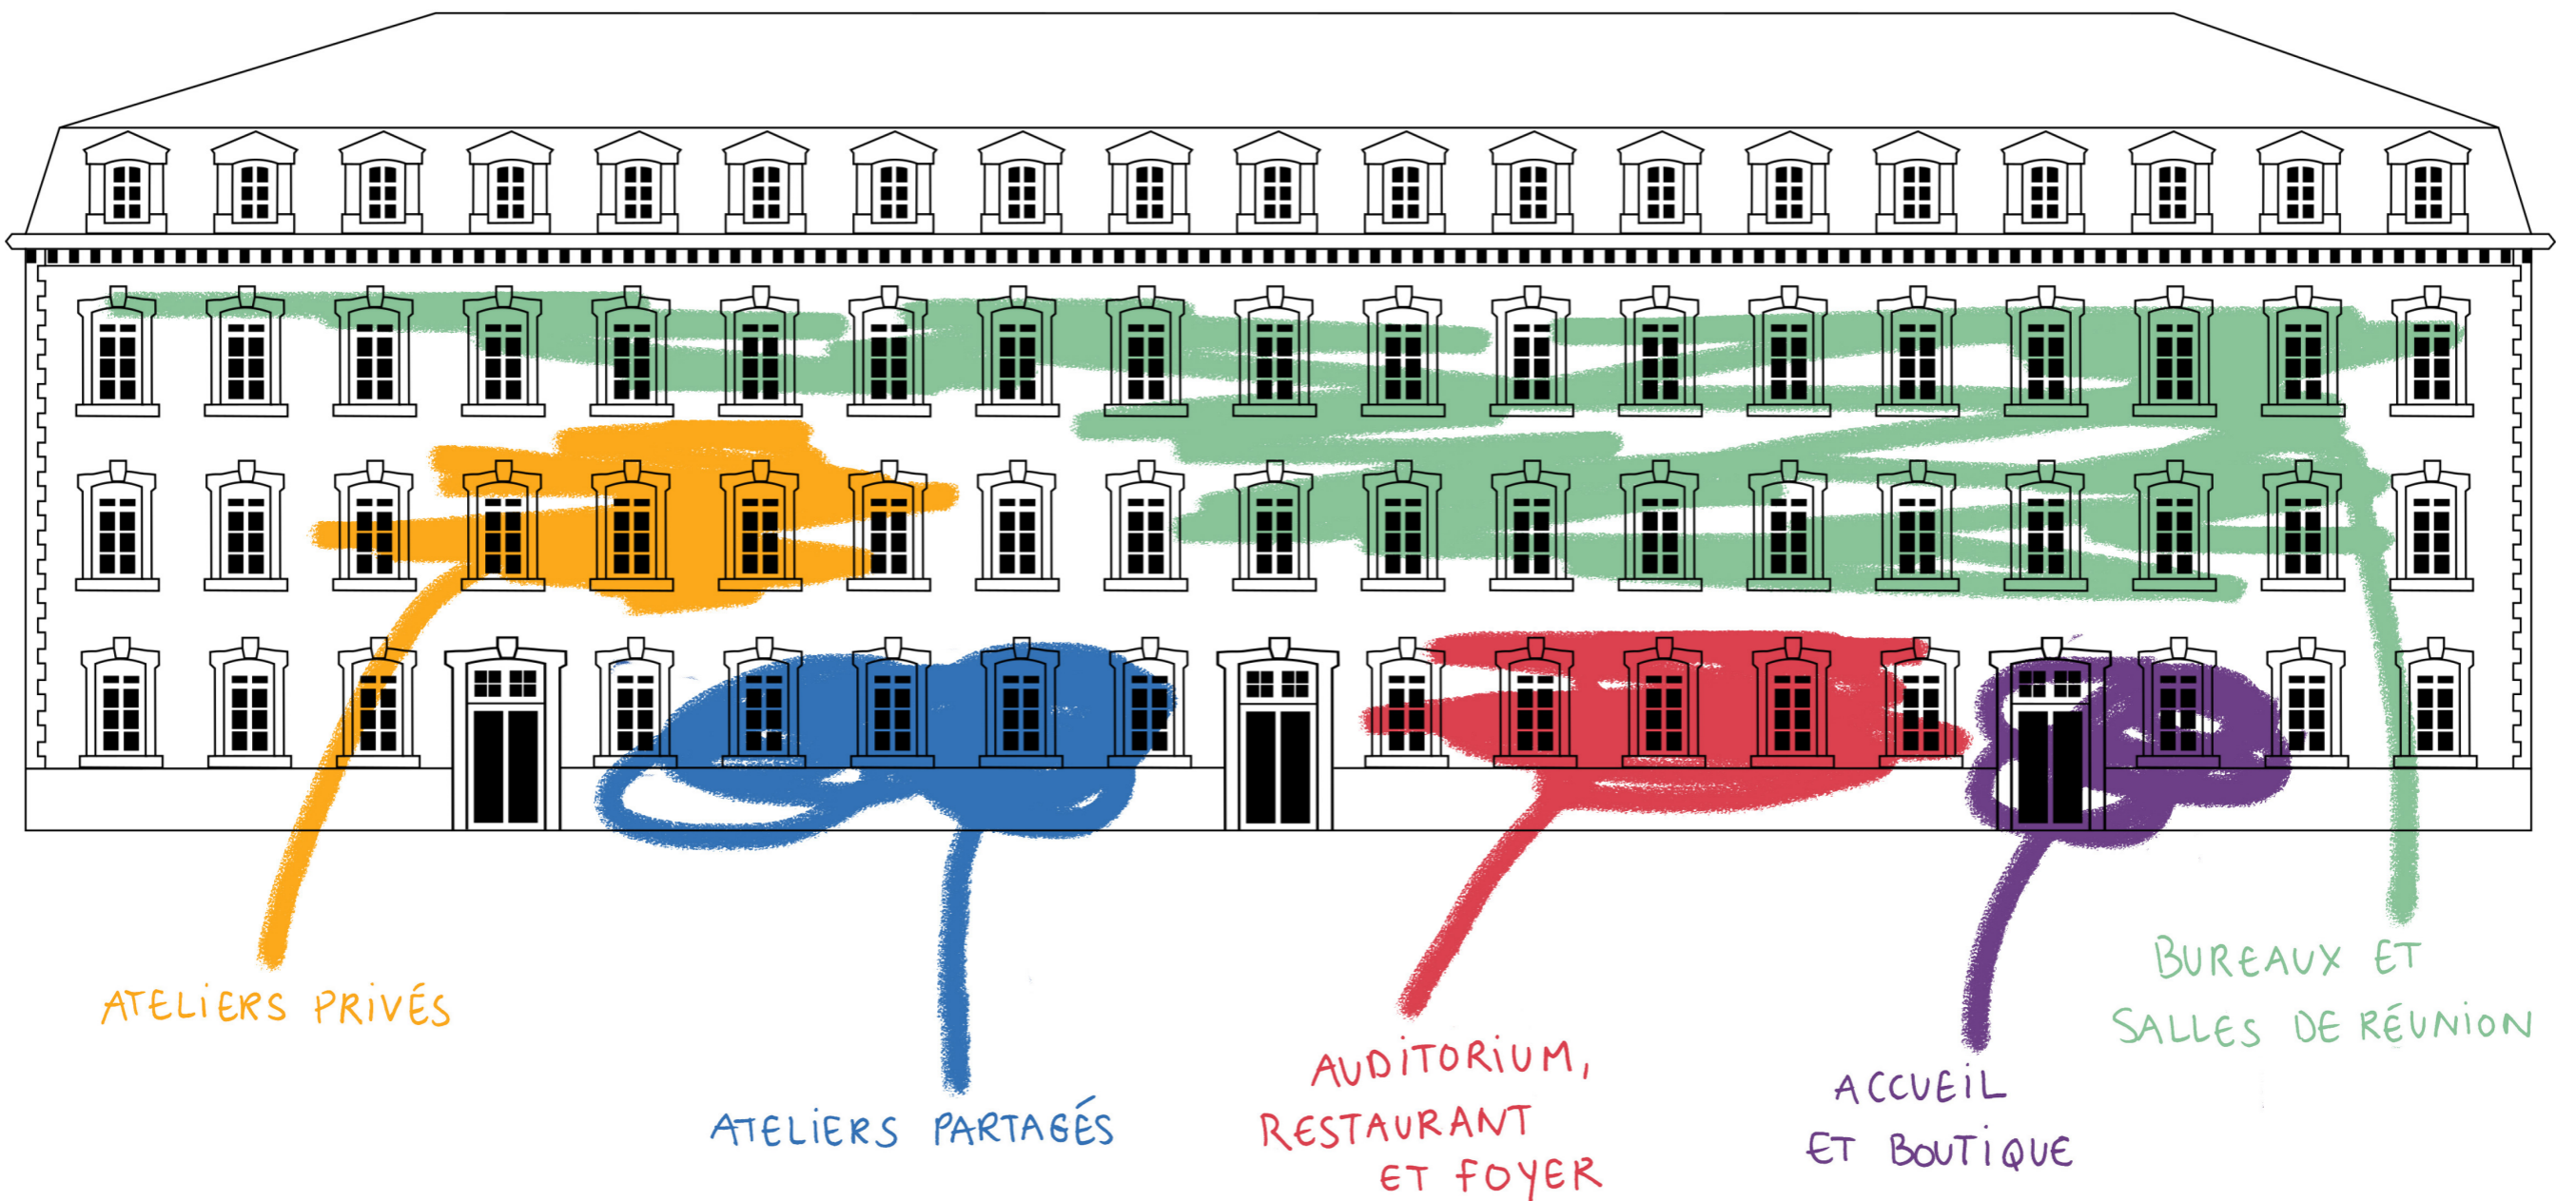 ATELIERS PRIVÉS
ATELIERS PARTAGÉS
AUDITORIUM,
RESTAURANT
ET FOYER
ACCUEIL
ET BOUTIQUE
BUREAUX ET
SALLES DE RÉUNION